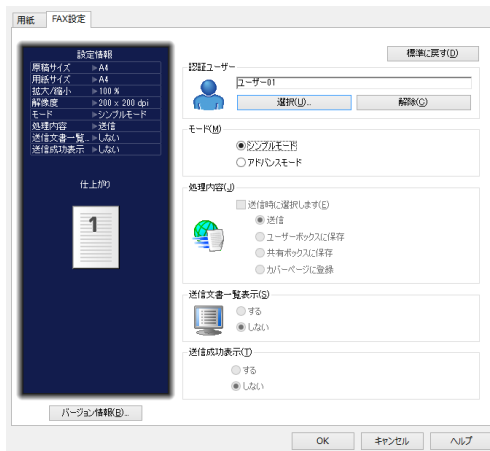 用紙 FAX設定
標準に戻す(D)
設定情報
原稿サイズ A4
用紙サイズ A4
拡大/縮小 100 %
解像度 200 x 200 dpi
モード シンプルモード
処理内容 送信
送信文書一覧... しない
送信成功表示 しない
仕上がり
1
バージョン情報(B)...
認証ユーザー
ユーザー01
選択(U)...
解除(C)
モード(M)
シンプルモード
アドバンスモード
処理内容(J)
送信時に選択します(E)
送信
ユーザーボックスに保存
共有ボックスに保存
カバーページに登録
送信文書一覧表示(S)
する
しない
送信成功表示(T)
する
しない
OK キャンセル ヘルプ